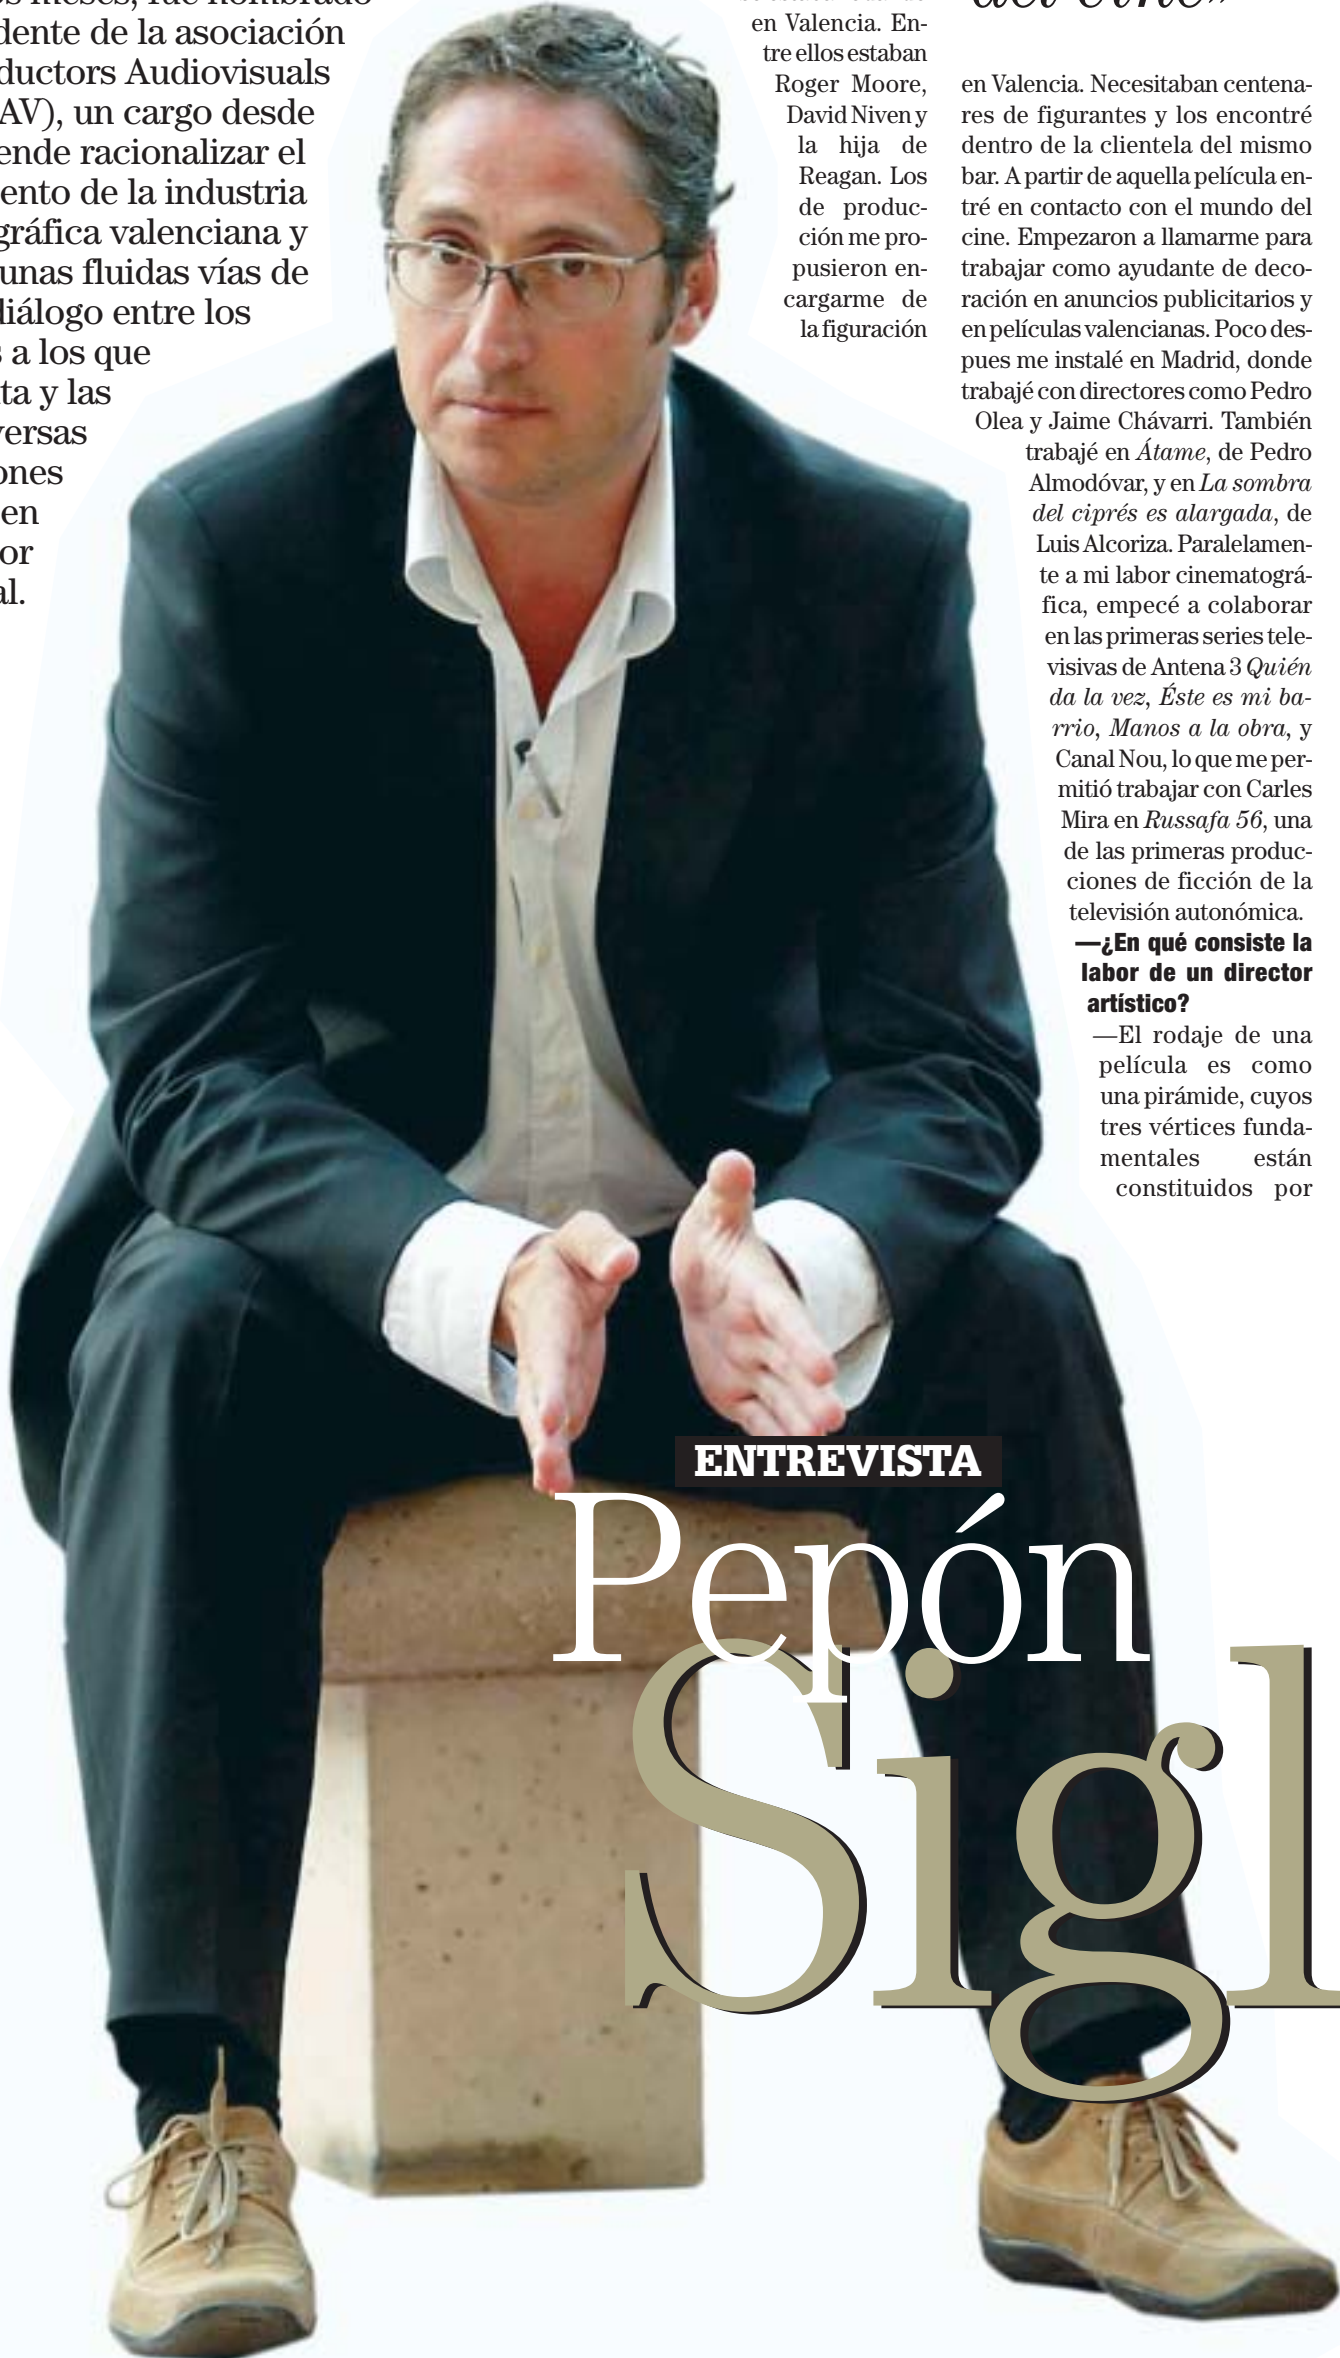 meses, fue nombrado
dente de la asociación
ductors Audiovisuals
AV), un cargo desde
ende racionalizar el
ento de la industria
gráfica valenciana y
unas fluidas vías de
diálogo entre los
s a los que
ta y las
versas
ones
en
or
al.
en Valencia. En-
tre ellos estaban
Roger Moore,
David Niven y
la hija de
Reagan. Los
de produc-
ción me pro-
pusieron en-
cargarme de
la figuración
del cine»
en Valencia. Necesitaban centena-
res de figurantes y los encontré
dentro de la clientela del mismo
bar. A partir de aquella película en-
tré en contacto con el mundo del
cine. Empezaron a llamarme para
trabajar como ayudante de deco-
ración en anuncios publicitarios y
en películas valencianas. Poco des-
pues me instalé en Madrid, donde
trabajé con directores como Pedro
Olea y Jaime Chávarri. También
trabajé en Átame, de Pedro
Almodóvar, y en La sombra
del ciprés es alargada, de
Luis Alcoriza. Paralelamen-
te a mi labor cinematográ-
fica, empecé a colaborar
en las primeras series tele-
visivas de Antena 3 Quién
da la vez, Éste es mi ba-
rrio, Manos a la obra, y
Canal Nou, lo que me per-
mitió trabajar con Carles
Mira en Russafa 56, una
de las primeras produc-
ciones de ficción de la
televisión autonómica.
—¿En qué consiste la
labor de un director
artístico?
—El rodaje de una
película es como
una pirámide, cuyos
tres vértices funda-
mentales están
constituidos por
ENTREVISTA
Pepón
Sigl